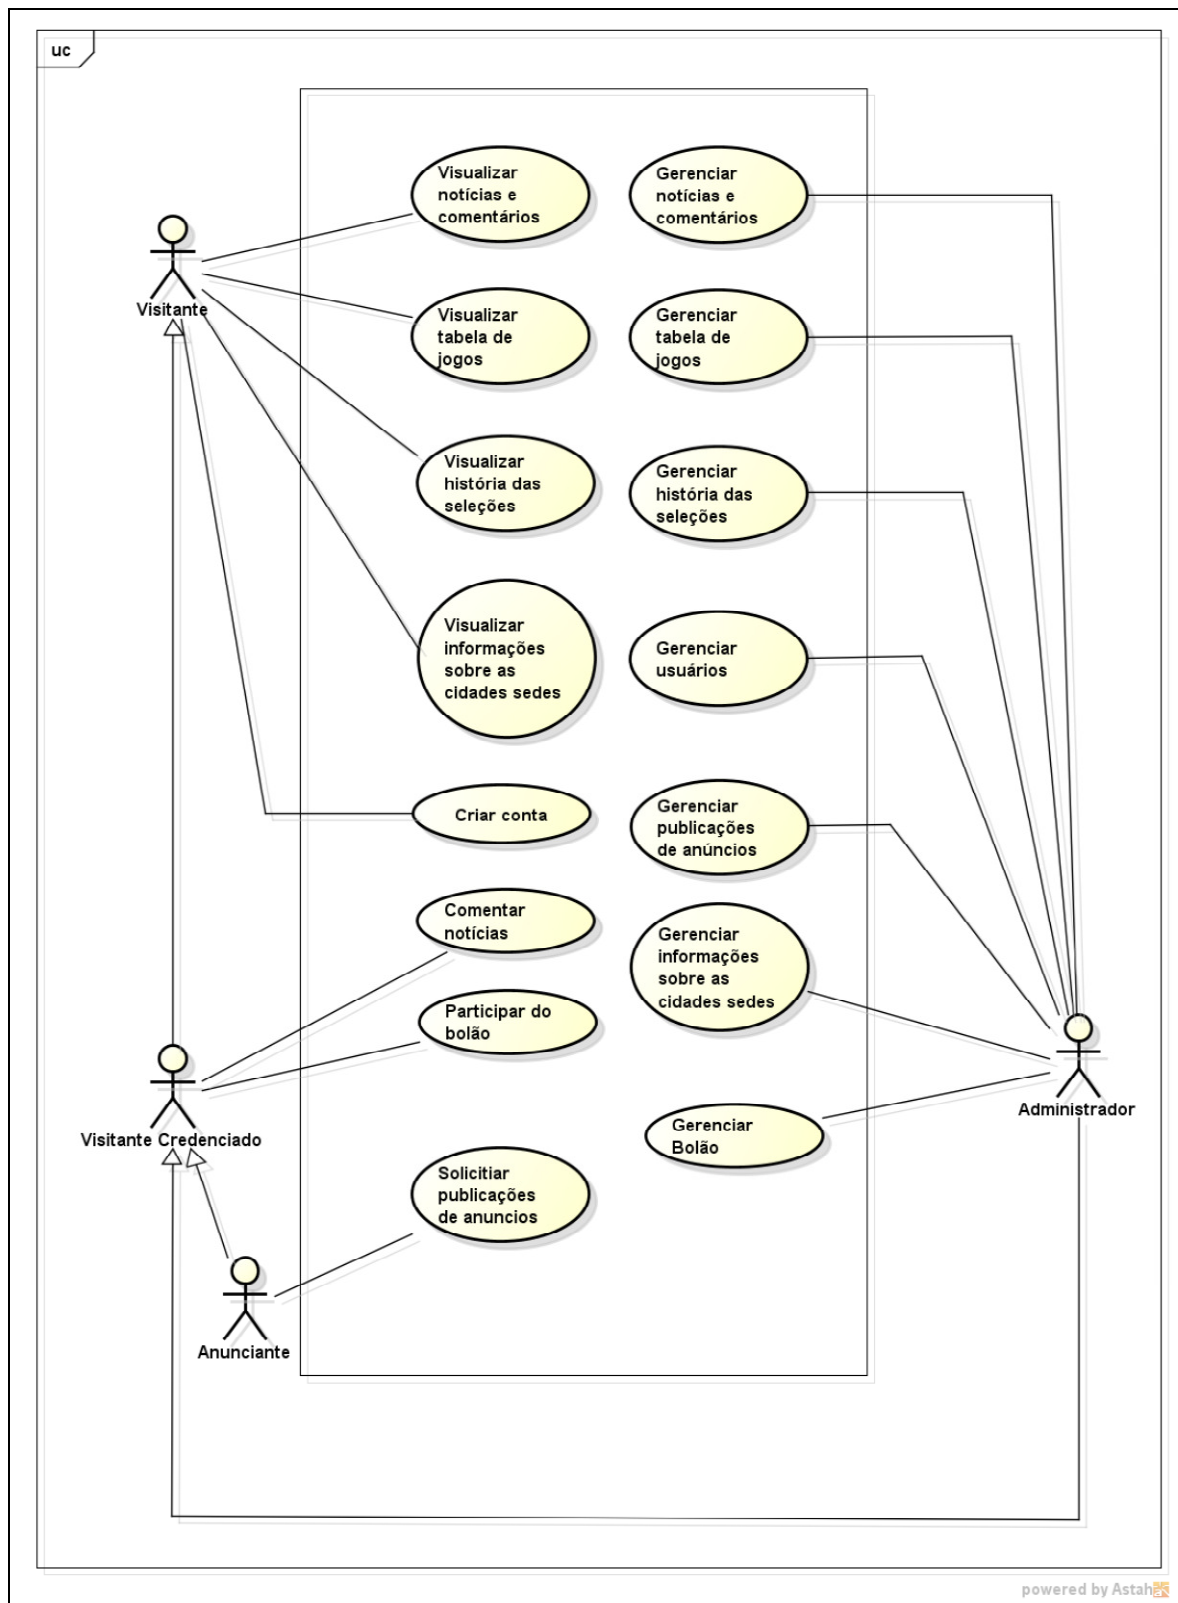 uc
Visualizar
notícias e
comentários
Gerenciar
notícias e
comentários
Visitante
Visualizar
tabela de
jogos
Gerenciar
tabela de
jogos
Visualizar
história das
seleções
Gerenciar
história das
seleções
Visualizar
informações
sobre as
cidades sedes
Gerenciar
usuários
Criar conta
Gerenciar
publicações
de anúncios
Comentar
notícias
Gerenciar
informações
sobre as
cidades sedes
Participar do
bolão
Visitante Credenciado
Administrador
Gerenciar
Bolão
Solicitiar
publicações
de anuncios
Anunciante
powered by Astah